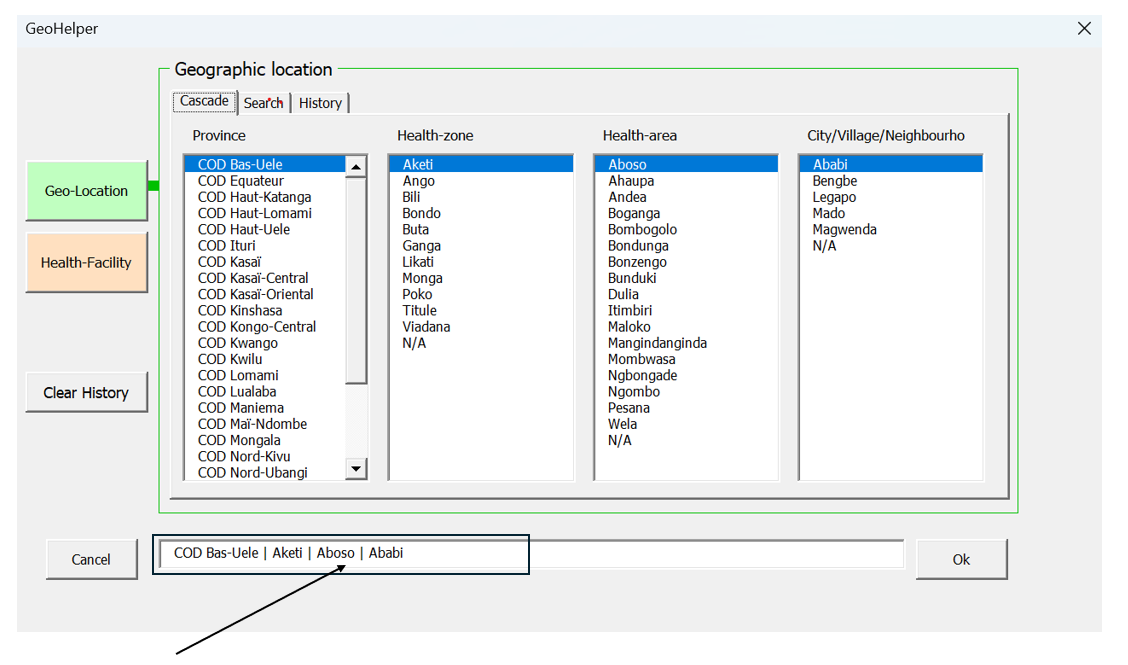 GeoHelper
Geographic location
Cascade
Search
History
Province
COD Bas-Uele
COD Equateur
COD Haut-Katanga
COD Haut-Lomami
COD Haut-Uele
COD Ituri
COD Kasaï
COD Kasaï-Central
COD Kasaï-Oriental
COD Kinshasa
COD Kongo-Central
COD Kwango
COD Kwilu
COD Lomami
COD Lualaba
COD Maniema
COD Maï-Ndombe
COD Mongala
COD Nord-Kivu
COD Nord-Ubangi
Health-zone
Aketi
Ango
Bili
Bondo
Buta
Ganga
Likati
Monga
Poko
Titule
Viadana
N/A
Health-area
Aboso
Ahaupa
Andea
Boganga
Bombogolo
Bondunga
Bonzengo
Bunduki
Dulia
Itimbiri
Maloko
Mangindanginda
Mombwasa
Ngbongade
Ngombo
Pesana
Wela
N/A
City/Village/Neighbourho
Ababi
Bengbe
Legapo
Mado
Magwenda
N/A
Geo-Location
Health-Facility
Clear History
Cancel
COD Bas-Uele | Aketi | Aboso | Ababi
Ok